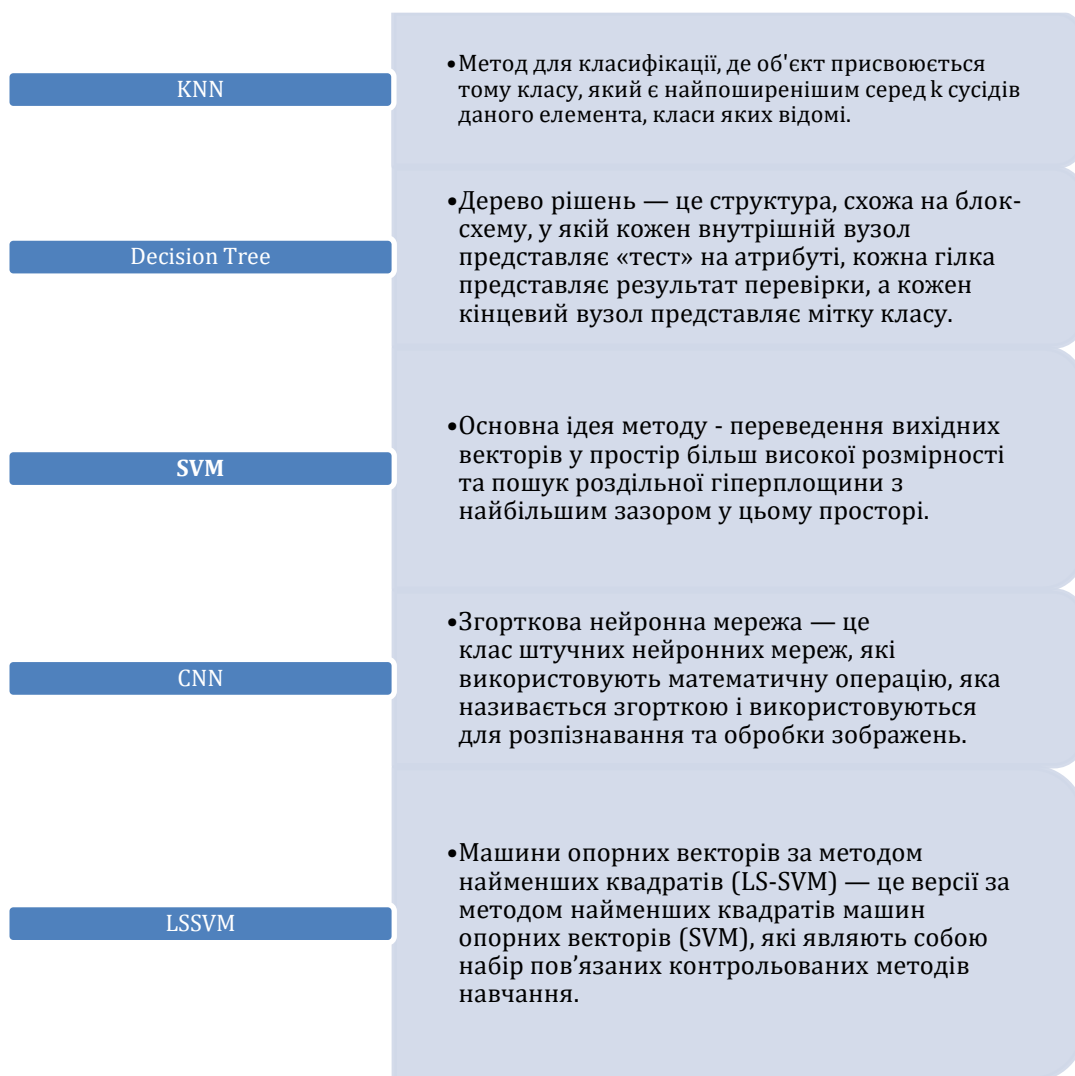 KNN
•Метод для класифікації, де об'єкт присвоюється
тому класу, який є найпоширенішим серед k сусідів
даного елемента, класи яких відомі.
Decision Tree
•Дерево рішень — це структура, схожа на блок-
схему, у якій кожен внутрішній вузол
представляє «тест» на атрибуті, кожна гілка
представляє результат перевірки, а кожен
кінцевий вузол представляє мітку класу.
SVM
•Основна ідея методу - переведення вихідних
векторів у простір більш високої розмірності
та пошук роздільної гіперплощини з
найбільшим зазором у цьому просторі.
CNN
•Згорткова нейронна мережа — це
клас штучних нейронних мереж, які
використовують математичну операцію, яка
називається згорткою і використовуються
для розпізнавання та обробки зображень.
LSSVM
•Машини опорних векторів за методом
найменших квадратів (LS-SVM) — це версії за
методом найменших квадратів машин
опорних векторів (SVM), які являють собою
набір пов’язаних контрольованих методів
навчання.